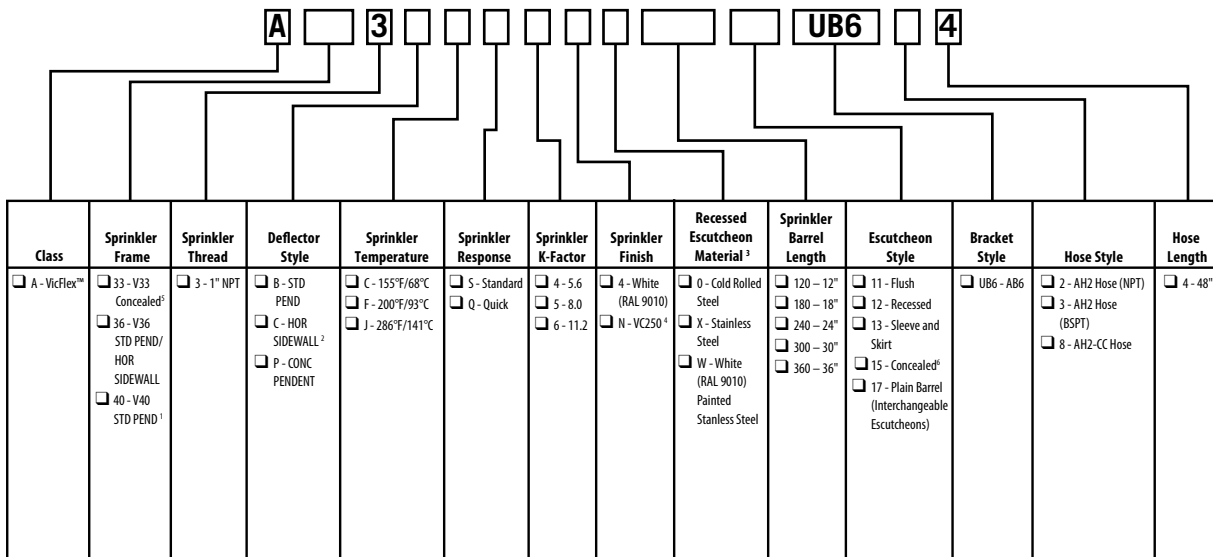 A 3 UB6 4
Class
Sprinkler
Frame
Sprinkler
Thread
Deflector
Style
Sprinkler
Temperature
Sprinkler
Response
Sprinkler
K-Factor
Sprinkler
Finish
Recessed
Escutcheon
Material 3
Sprinkler
Barrel
Length
Escutcheon
Style
Bracket
Style
Hose Style
Hose
Length
❑ A - VicFlex™
❑ 33 - V33
Concealed5
❑ 36 - V36
STD PEND/
HOR
SIDEWALL
❑ 40 - V40
STD PEND 1
❑ 3 - 1" NPT
❑ B - STD
PEND
❑ C - HOR
SIDEWALL 2
❑ P - CONC
PENDENT
❑ C - 155°F/68°C
❑ F - 200°F/93°C
❑ J - 286°F/141°C
❑ S - Standard
❑ Q - Quick
❑ 4 - 5.6
❑ 5 - 8.0
❑ 6 - 11.2
❑ 4 - White
(RAL 9010)
❑ N - VC250 4
❑ 0 - Cold Rolled
Steel
❑ X - Stainless
Steel
❑ W - White
(RAL 9010)
Painted
Stanless Steel
❑ 120 – 12"
❑ 180 – 18"
❑ 240 – 24"
❑ 300 – 30"
❑ 360 – 36"
❑ 11 - Flush
❑ 12 - Recessed
❑ 13 - Sleeve and
Skirt
❑ 15 - Concealed6
❑ 17 - Plain Barrel
(Interchangeable
Escutcheons)
❑ UB6 - AB6
❑ 2 - AH2 Hose (NPT)
❑ 3 - AH2 Hose
(BSPT)
❑ 8 - AH2-CC Hose
❑ 4 - 48"